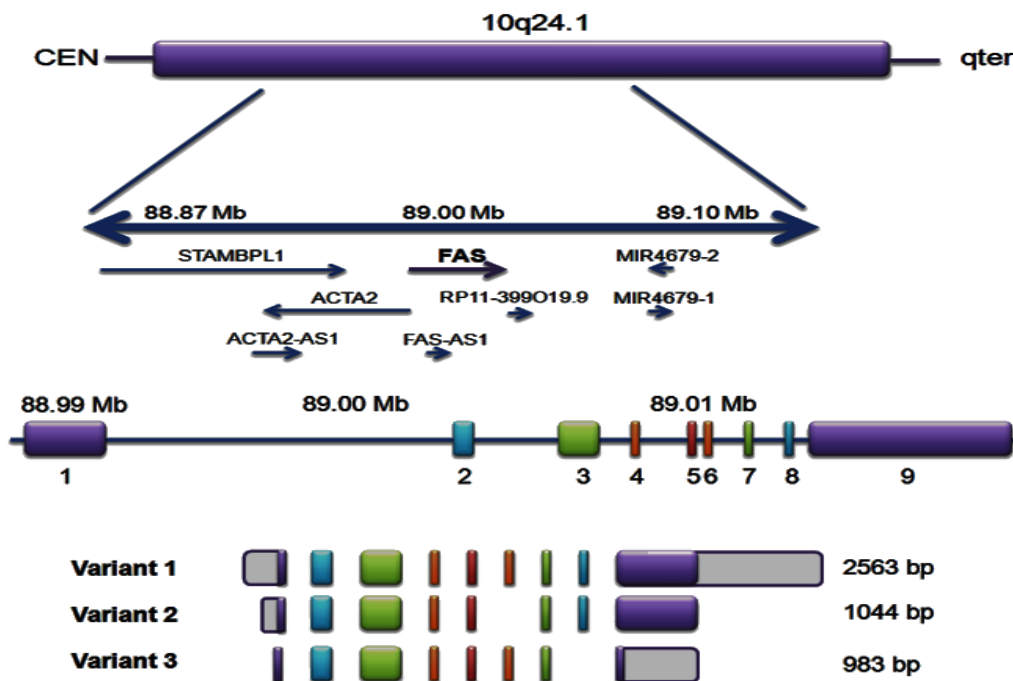 10q24.1
CEN qter
88.87 Mb 89.00 Mb 89.10 Mb
STAMBPL1 FAS MIR4679-2
ACTA2 RP11-399O19.9 MIR4679-1
ACTA2-AS1 FAS-AS1
88.99 Mb 89.00 Mb 89.01 Mb
1 2 3 4 5 6 7 8 9
Variant 1 2563 bp
Variant 2 1044 bp
Variant 3 983 bp